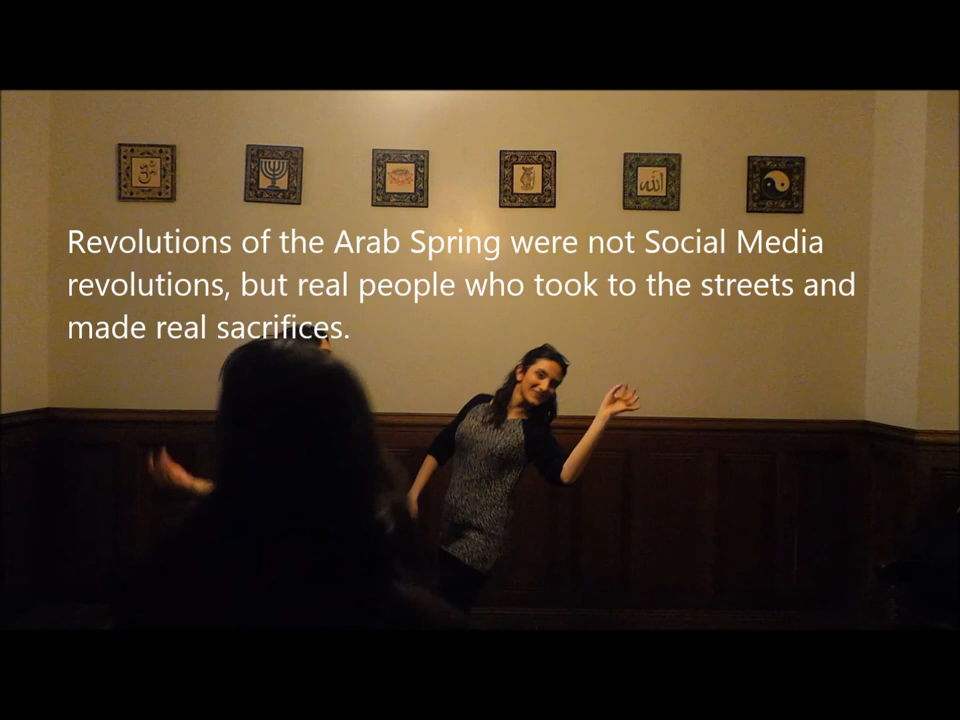 ॐ
الله
Revolutions of the Arab Spring were not Social Media
revolutions, but real people who took to the streets and
made real sacrifices.